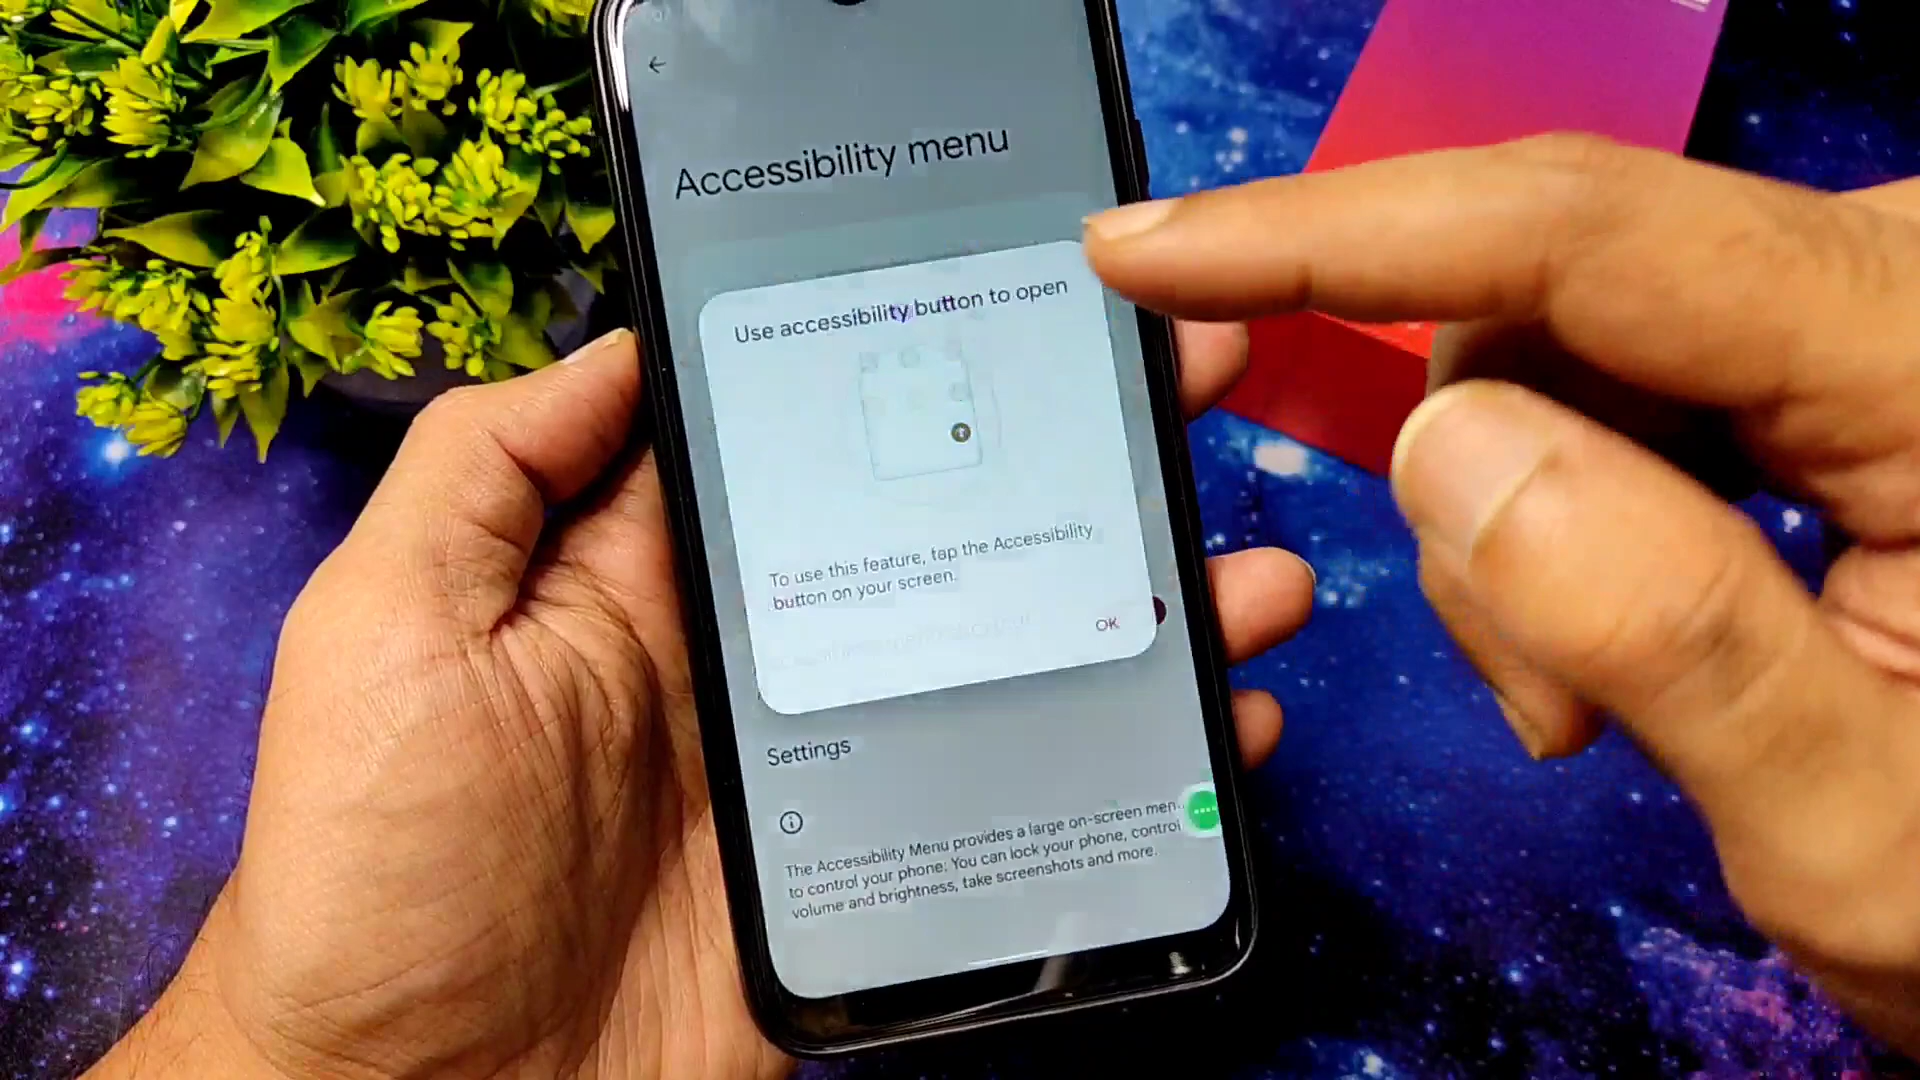 Accessibility menu
Use accessibility button to open
To use this feature, tap the Accessibility
button on your screen.
OK
Settings
The Accessibility Menu provides a large on-screen men
to control your phone. You can lock your phone, control
volume and brightness, take screenshots and more.